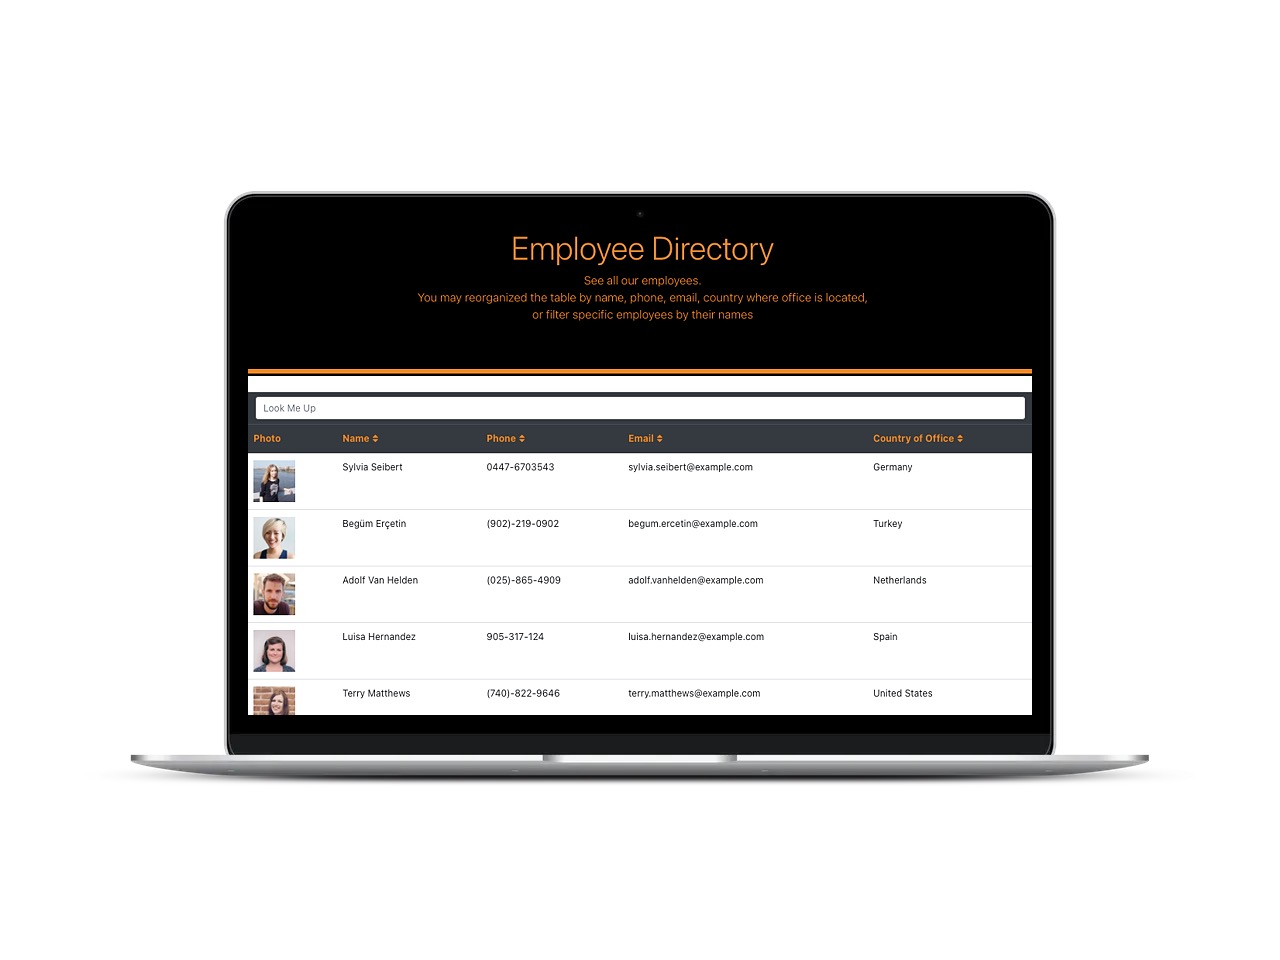 Employee Directory
See all our employees.
You may reorganized the table by name, phone, email, country where office is located,
or filter specific employees by their names
Look Me Up
Photo Name Phone Email Country of Office
Sylvia Seibert 0447-6703543 sylvia.seibert@example.com Germany
Begüm Erçetin (902)-219-0902 begum.ercetin@example.com Turkey
Adolf Van Helden (025)-865-4909 adolf.vanhelden@example.com Netherlands
Luisa Hernandez 905-317-124 luisa.hernandez@example.com Spain
Terry Matthews (740)-822-9646 terry.matthews@example.com United States